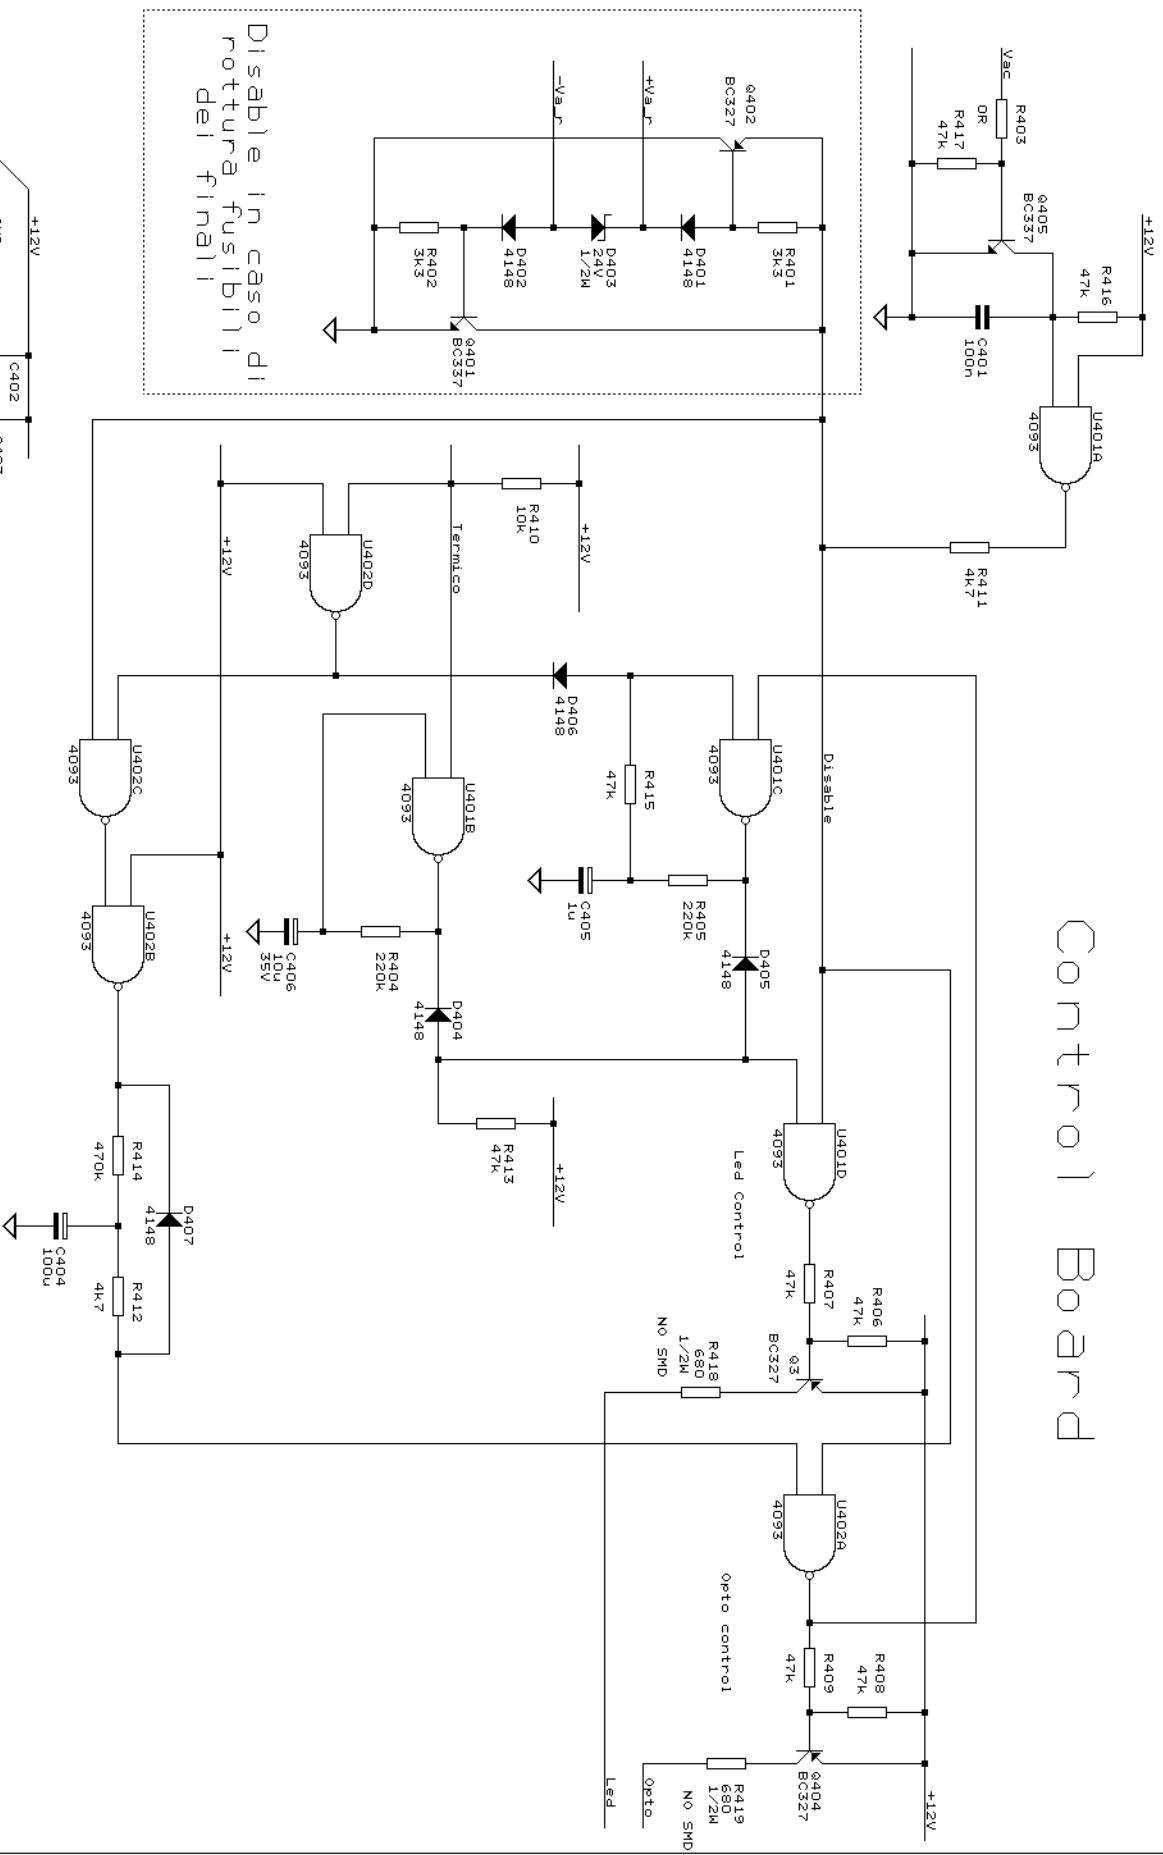 Control Board
Disable in caso di
rottura fusibili
dei finali
Vac
R403
0R
R417
47k
Q405
BC337
+12V
R416
47k
C401
100n
U401A
4093
R411
4k7
Q402
BC327
+Va_r
-Va_r
R401
3k3
D401
4148
D403
24V
1/2W
D402
4148
R402
3k3
Q401
BC337
+12V
C402
R410
10k
+12V
Termico
U402D
4093
+12V
D406
4148
R415
47k
U401C
4093
Disable
R405
220k
C405
1u
D405
4148
U401B
4093
R404
220k
C406
10u
35V
D404
4148
R413
47k
+12V
U402C
4093
U402B
4093
+12V
R414
470k
D407
4148
C404
100u
R412
4k7
U401D
4093
Led Control
R407
47k
R406
47k
Q3
BC327
R418
680
1/2W
NO SMD
U402A
4093
Opto control
R409
47k
R408
47k
Q404
BC327
R419
680
1/2W
NO SMD
+12V
Opto
Led